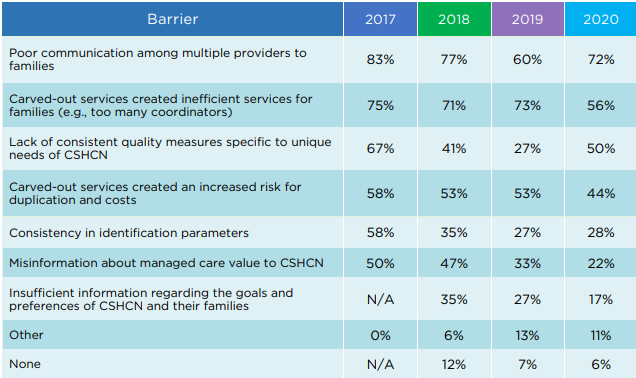 Barrier 2017 2018 2019 2020
Poor communication among multiple providers to
families 83% 77% 60% 72%
Carved-out services created inefficient services for
families (e.g., too many coordinators) 75% 71% 73% 56%
Lack of consistent quality measures specific to unique
needs of CSHCN 67% 41% 27% 50%
Carved-out services created an increased risk for
duplication and costs 58% 53% 53% 44%
Consistency in identification parameters 58% 35% 27% 28%
Misinformation about managed care value to CSHCN 50% 47% 33% 22%
Insufficient information regarding the goals and
preferences of CSHCN and their families N/A 35% 27% 17%
Other 0% 6% 13% 11%
None N/A 12% 7% 6%